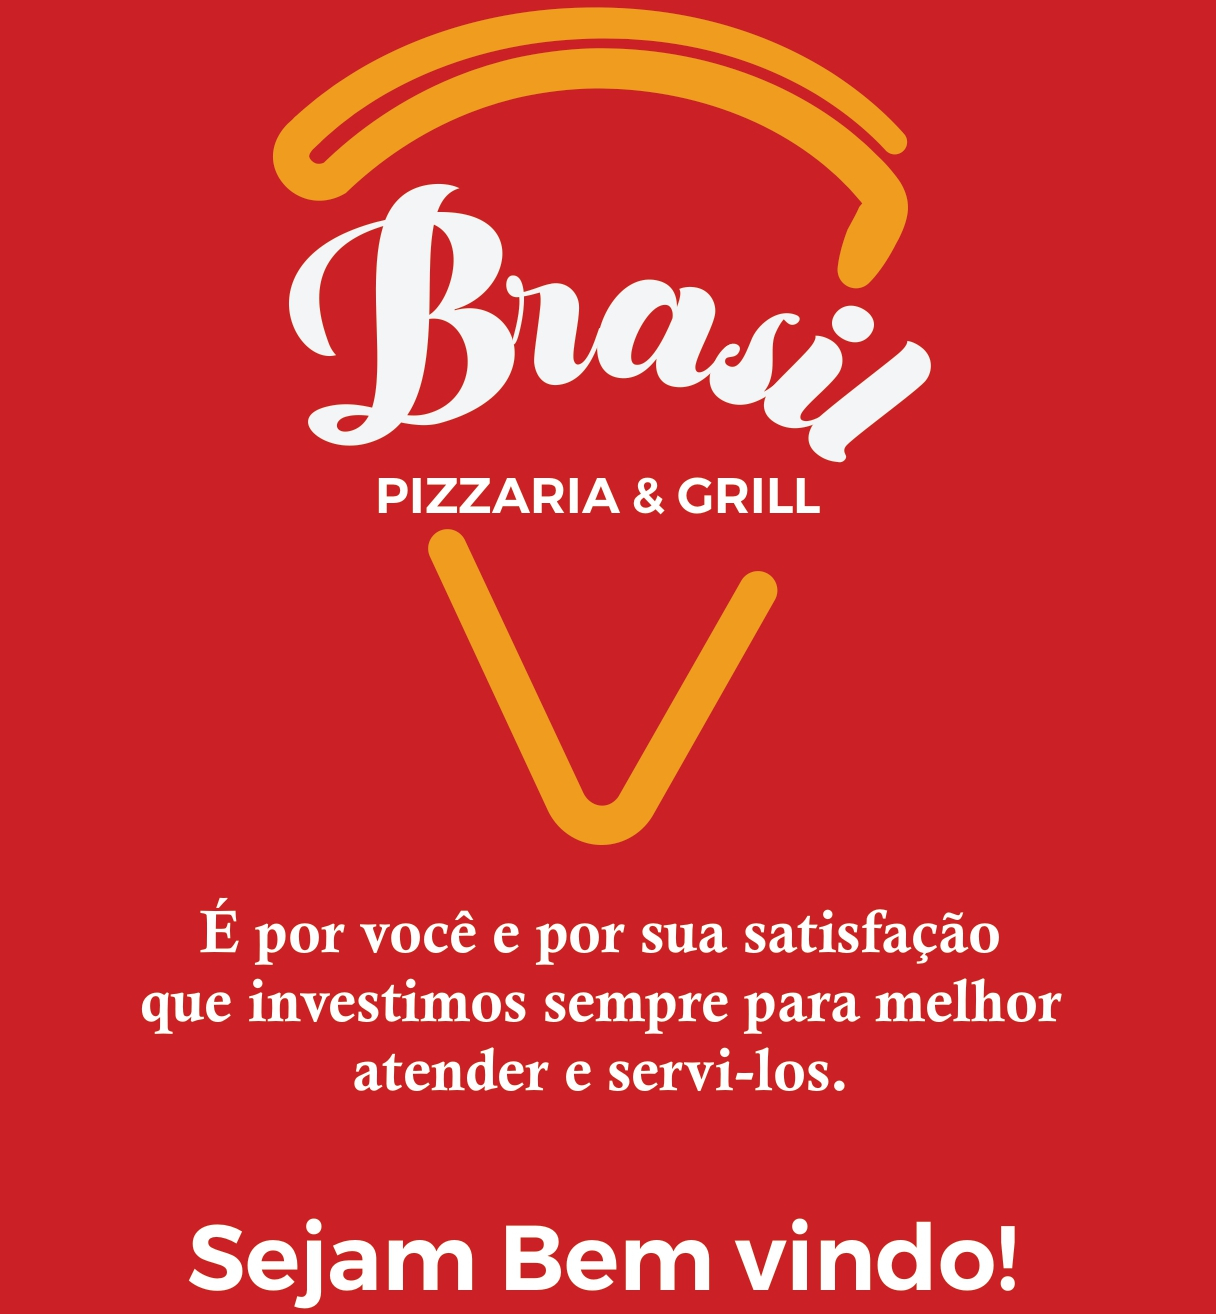 Brasil
PIZZARIA & GRILL
É por você e por sua satisfação
que investimos sempre para melhor
atender e servi-los.
Sejam Bem vindo!